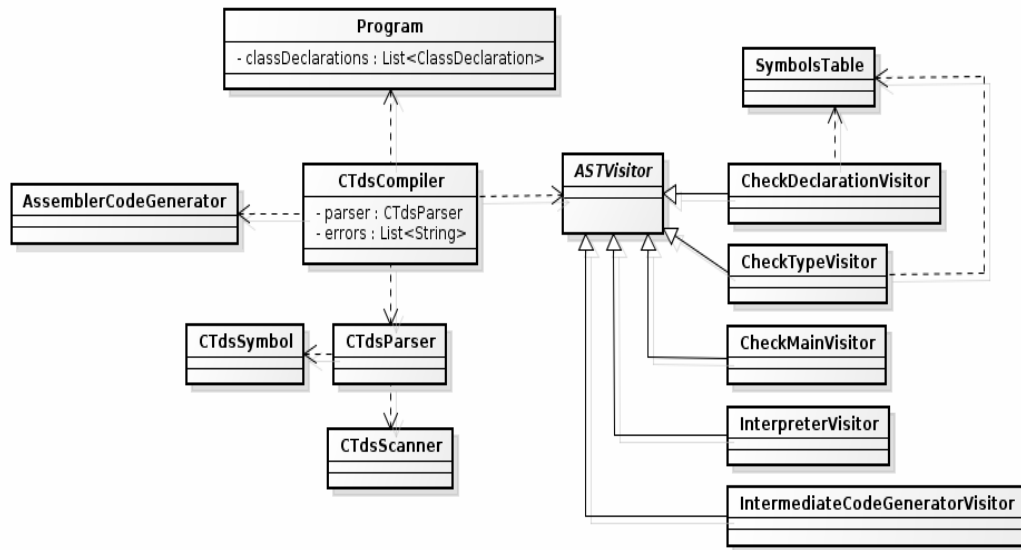 Program
- classDeclarations : List<ClassDeclaration>
SymbolsTable
ASTVisitor
CTdsCompiler
- parser : CTdsParser
- errors : List<String>
AssemblerCodeGenerator
CheckDeclarationVisitor
CheckTypeVisitor
CTdsSymbol
CTdsParser
CheckMainVisitor
CTdsScanner
InterpreterVisitor
IntermediateCodeGeneratorVisitor